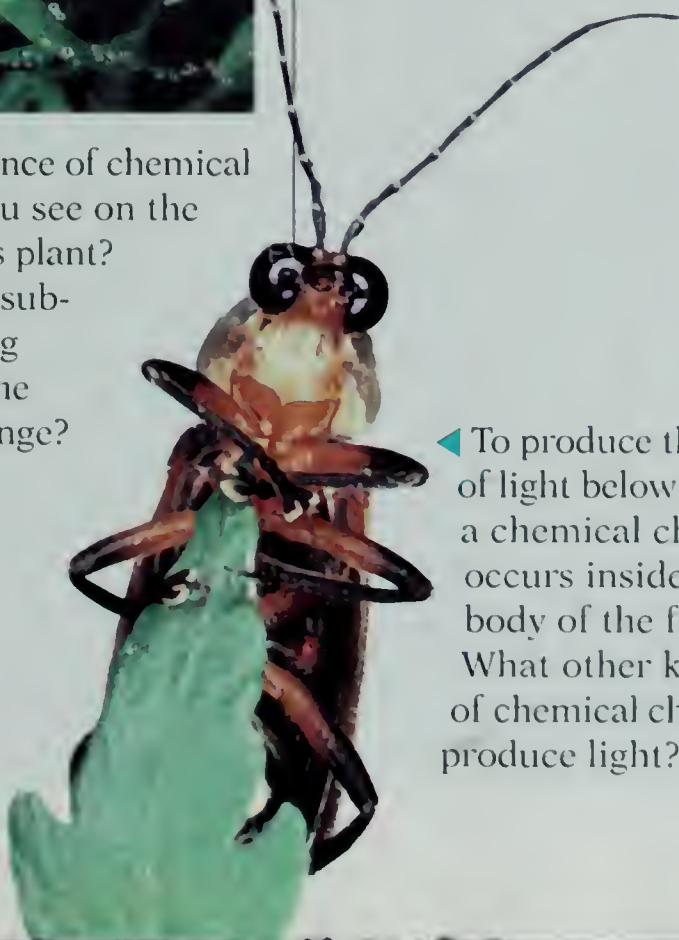 nce of chemical
u see on the
s plant?
sub-
g
ne
nge?
To produce th
of light below
a chemical ch
occurs inside
body of the f
What other k
of chemical ch
produce light?